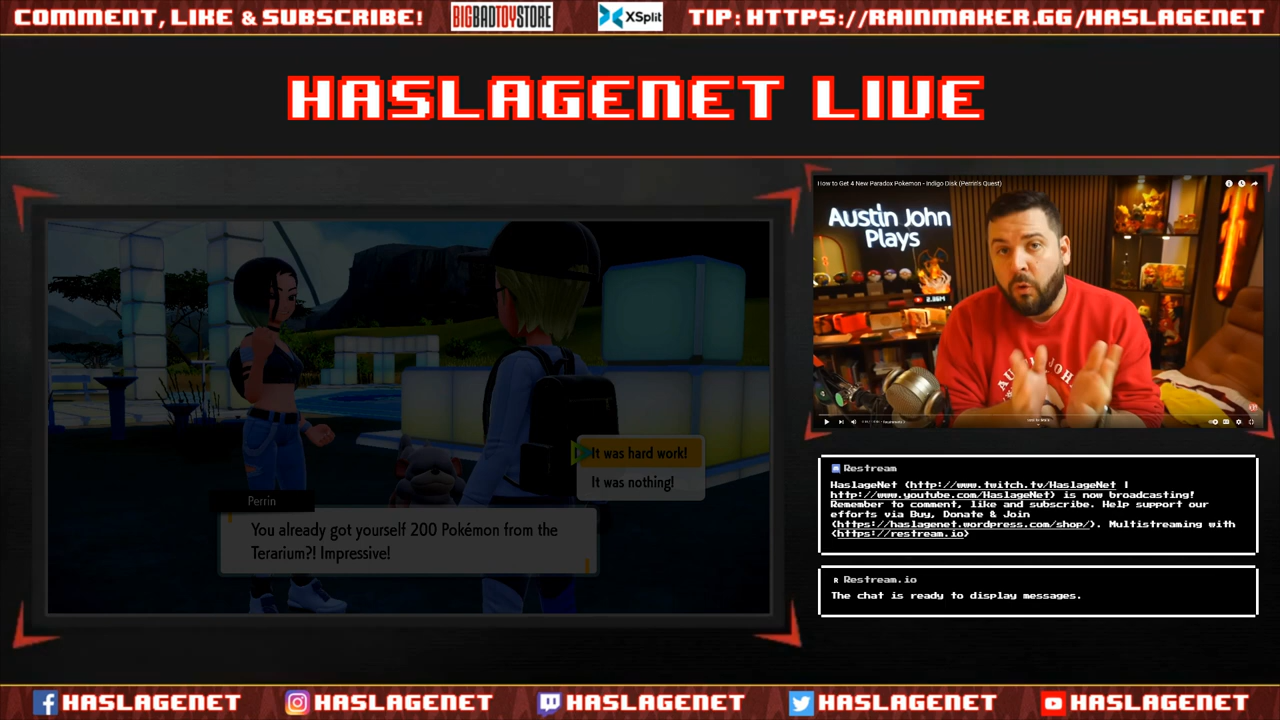 COMMENT, LIKE & SUBSCRIBE!
BIGBADTOYSTORE
XSplit
TIP: HTTPS://RAINMAKER.GG/HASLAGENET
HASLAGENET LIVE
How to Get 4 New Paradox Pokemon - Indigo Disk (Perrin's Quest)
Austin John
Plays
It was hard work!
It was nothing!
Perrin
You already got yourself 200 Pokémon from the
Terarium?! Impressive!
Restream
HaslageNet (http://www.twitch.tv/HaslageNet |
http://www.youtube.com/HaslageNet) is now broadcasting!
Remember to comment, like and subscribe. Help support our
efforts via Buy, Donate & Join
(https://haslagenet.wordpress.com/shop/). Multistreaming with
(https://restream.io)
R Restream.io
The chat is ready to display messages.
HASLAGENET
HASLAGENET
HASLAGENET
HASLAGENET
HASLAGENET